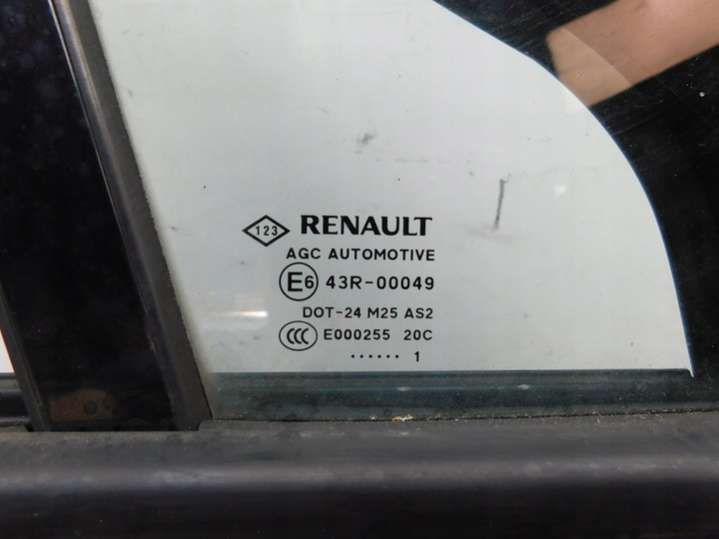 123 RENAULT
AGC AUTOMOTIVE
E6 43R-00049
DOT-24 M25 AS2
CCC E000255 20C
...... 1